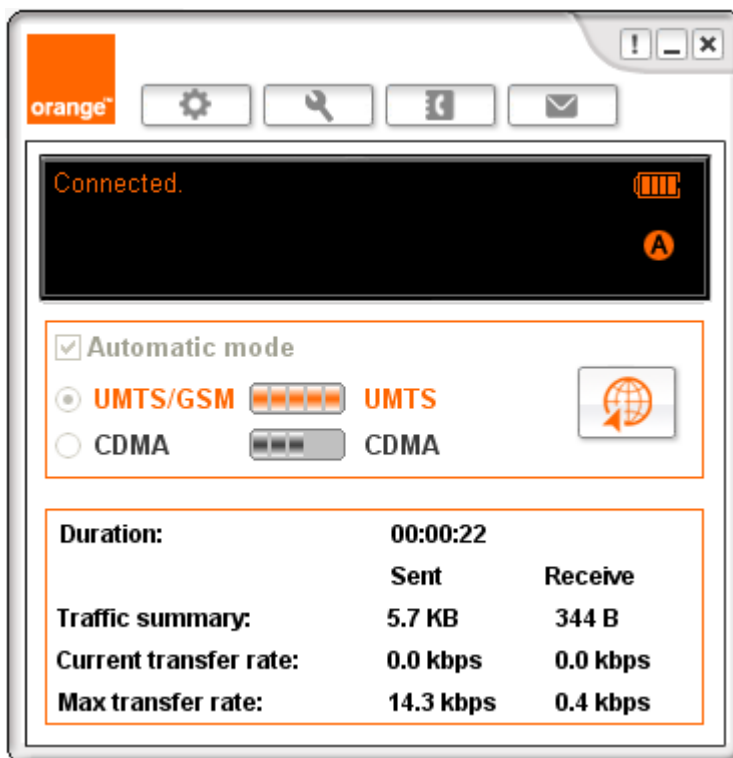 orange™
Connected.
A
Automatic mode
UMTS/GSM UMTS
CDMA CDMA
Duration: 00:00:22
Sent Receive
Traffic summary: 5.7 KB 344 B
Current transfer rate: 0.0 kbps 0.0 kbps
Max transfer rate: 14.3 kbps 0.4 kbps